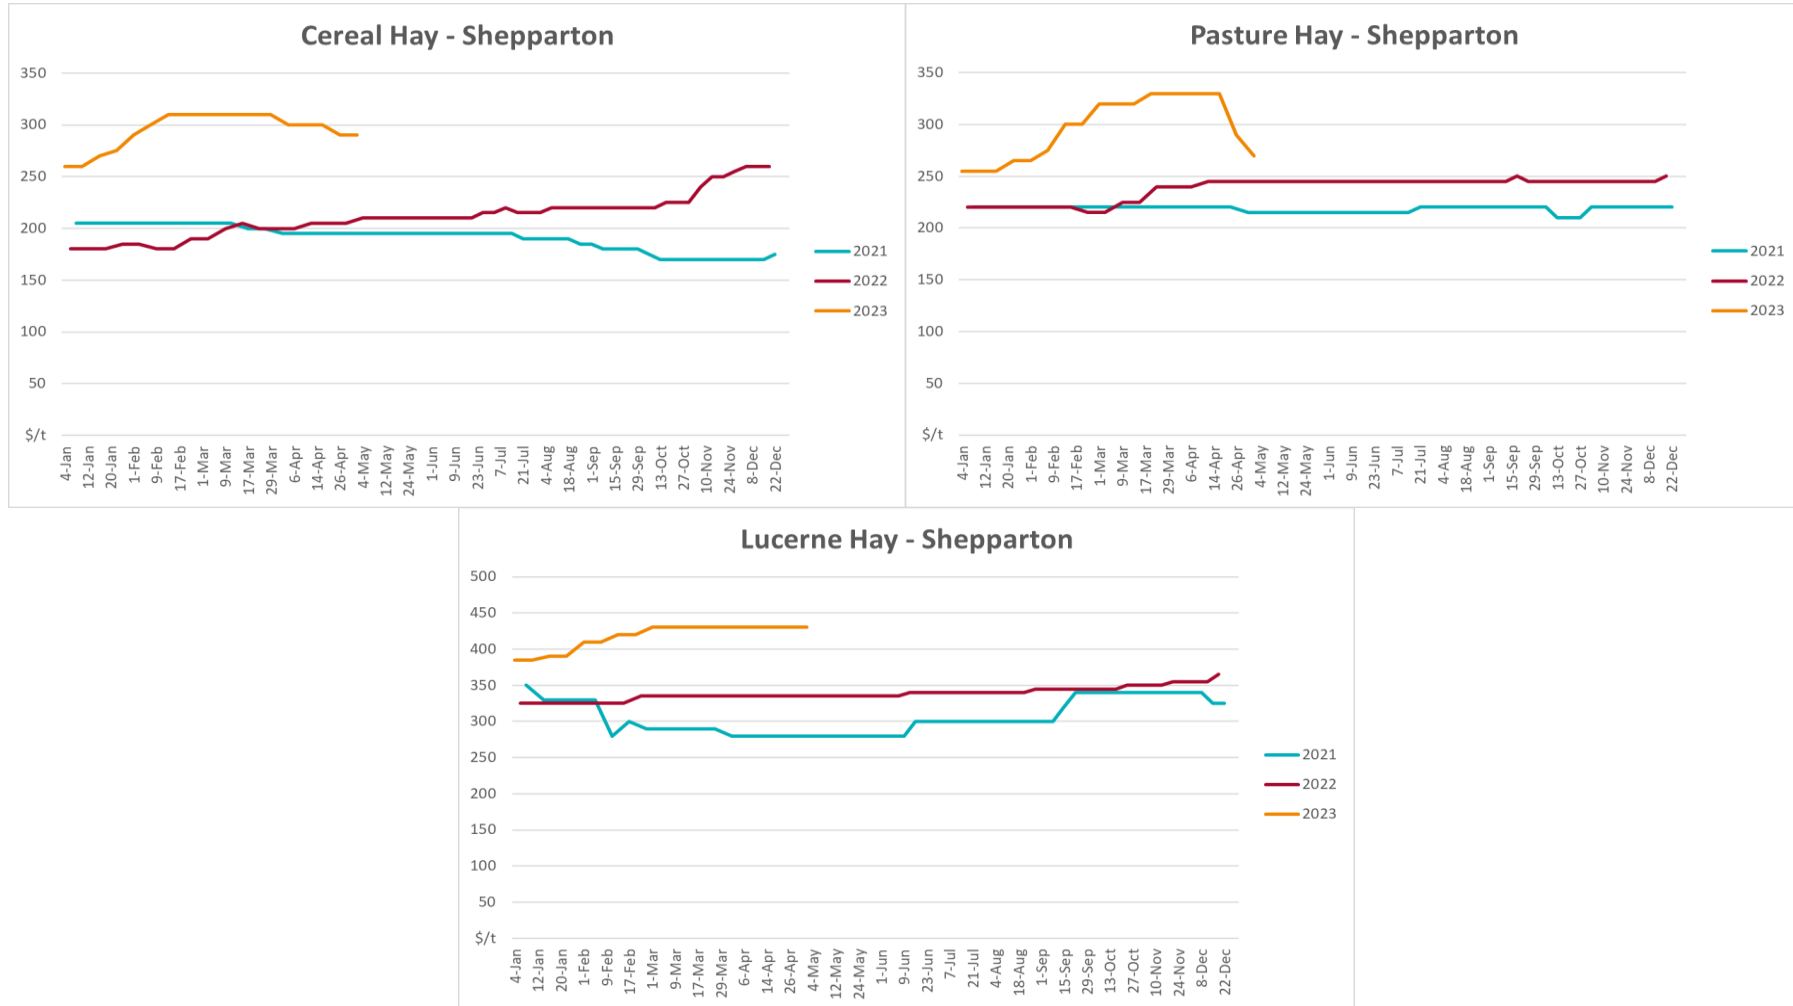 Cereal Hay - Shepparton
350
300
250
200
150
100
50
$/t
4-Jan
12-Jan
20-Jan
1-Feb
9-Feb
17-Feb
1-Mar
9-Mar
17-Mar
29-Mar
6-Apr
14-Apr
26-Apr
4-May
12-May
24-May
1-Jun
9-Jun
23-Jun
7-Jul
21-Jul
4-Aug
18-Aug
1-Sep
15-Sep
29-Sep
13-Oct
27-Oct
10-Nov
24-Nov
8-Dec
22-Dec
2021
2022
2023
Pasture Hay - Shepparton
350
300
250
200
150
100
50
$/t
4-Jan
12-Jan
20-Jan
1-Feb
9-Feb
17-Feb
1-Mar
9-Mar
17-Mar
29-Mar
6-Apr
14-Apr
26-Apr
4-May
12-May
24-May
1-Jun
9-Jun
23-Jun
7-Jul
21-Jul
4-Aug
18-Aug
1-Sep
15-Sep
29-Sep
13-Oct
27-Oct
10-Nov
24-Nov
8-Dec
22-Dec
2021
2022
2023
Lucerne Hay - Shepparton
500
450
400
350
300
250
200
150
100
50
$/t
4-Jan
12-Jan
20-Jan
1-Feb
9-Feb
17-Feb
1-Mar
9-Mar
17-Mar
29-Mar
6-Apr
14-Apr
26-Apr
4-May
12-May
24-May
1-Jun
9-Jun
23-Jun
7-Jul
21-Jul
4-Aug
18-Aug
1-Sep
15-Sep
29-Sep
13-Oct
27-Oct
10-Nov
24-Nov
8-Dec
22-Dec
2021
2022
2023